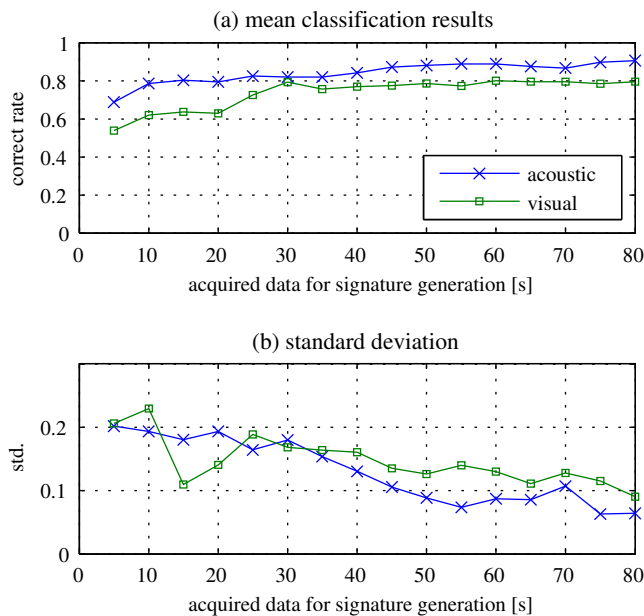 (a) mean classification results
1
0.8
0.6
0.4
0.2
0
correct rate
acoustic
visual
0 10 20 30 40 50 60 70 80
acquired data for signature generation [s]
(b) standard deviation
0.2
0.1
0
std.
0 10 20 30 40 50 60 70 80
acquired data for signature generation [s]